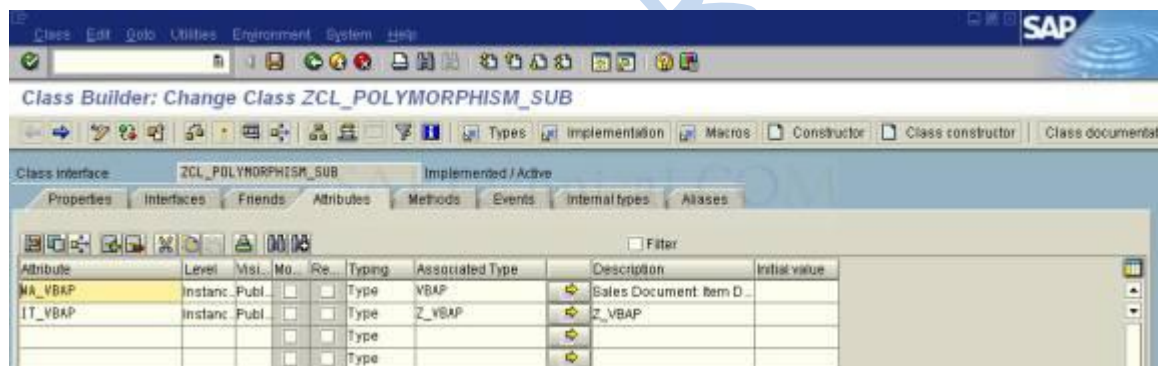 Class Edit Goto Utilities Environment System Help
SAP
Class Builder: Change Class ZCL_POLYMORPHISM_SUB
Types Implementation Macros Constructor Class constructor Class documentat
Class interface ZCL_POLYMORPHISM_SUB Implemented / Active
Properties Interfaces Friends Attributes Methods Events Internal types Aliases
Filter
Attribute Level Visi... Mo... Re... Typing Associated Type Description Initial value
WA_VBAP Instanc.. Publ.. Type VBAP Sales Document: Item D...
IT_VBAP Instanc.. Publ.. Type Z_VBAP Z_VBAP
Type
Type